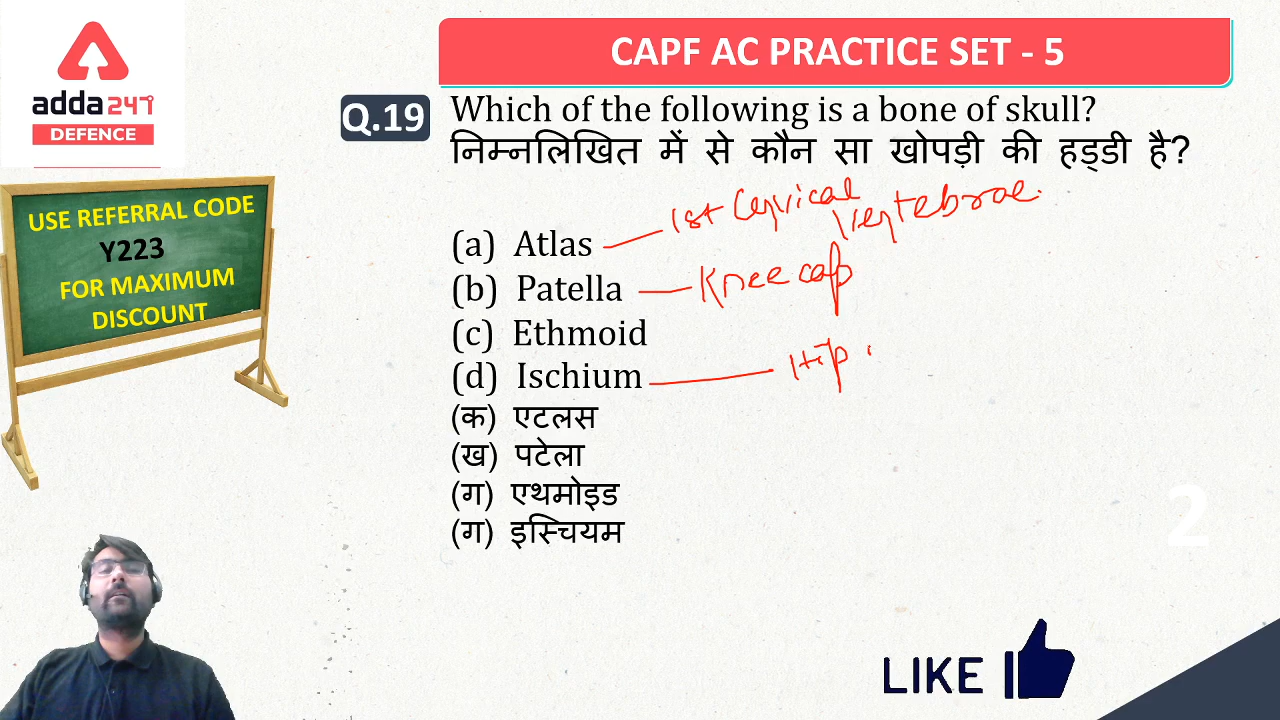 adda247
DEFENCE
CAPF AC PRACTICE SET - 5
Q.19 Which of the following is a bone of skull?
निम्नलिखित में से कौन सा खोपड़ी की हड्डी है?
USE REFERRAL CODE
Y223
FOR MAXIMUM
DISCOUNT
1st Cervical
Vertebrae.
(a) Atlas
(b) Patella
Kneecap
(c) Ethmoid
(d) Ischium
Hip
(क) एटलस
(ख) पटेला
(ग) एथमोइड
(ग) इस्चियम
2
LIKE